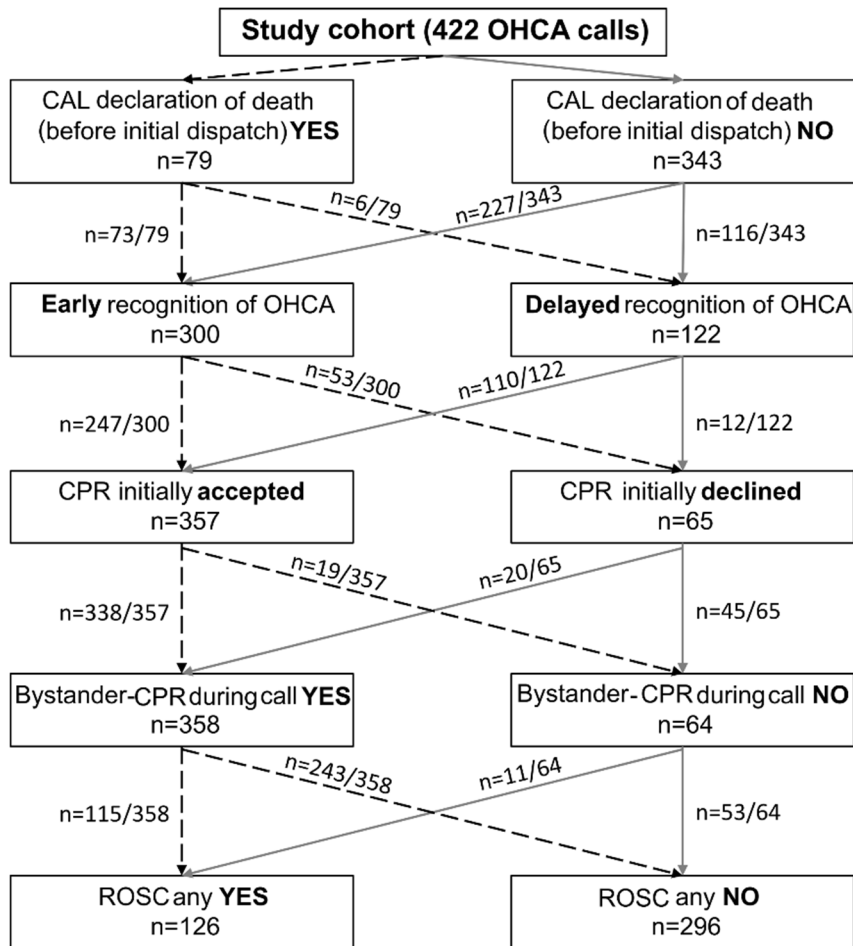 Study cohort (422 OHCA calls)
CAL declaration of death
(before initial dispatch) YES
n=79
CAL declaration of death
(before initial dispatch) NO
n=343
n=73/79
n=6/79
n=227/343
n=116/343
Early recognition of OHCA
n=300
Delayed recognition of OHCA
n=122
n=247/300
n=53/300
n=110/122
n=12/122
CPR initially accepted
n=357
CPR initially declined
n=65
n=338/357
n=19/357
n=20/65
n=45/65
Bystander-CPR during call YES
n=358
Bystander-CPR during call NO
n=64
n=115/358
n=243/358
n=11/64
n=53/64
ROSC any YES
n=126
ROSC any NO
n=296